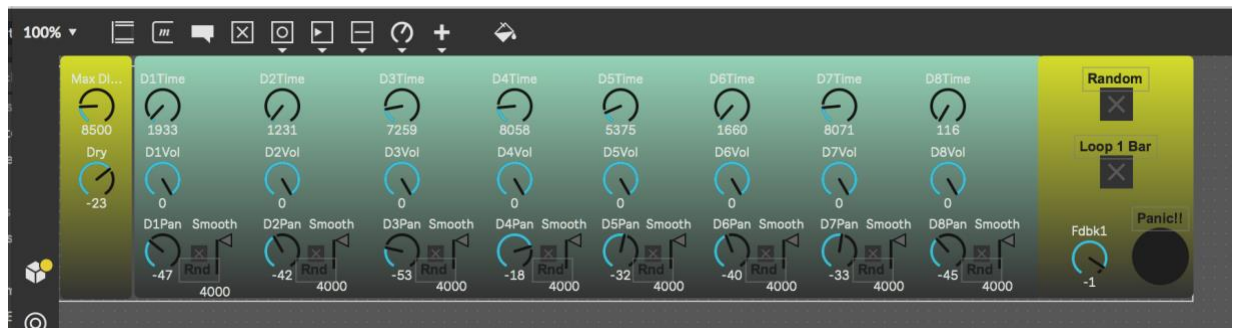 100%
m
Max Di...
D1Time
D2Time
D3Time
D4Time
D5Time
D6Time
D7Time
D8Time
Random
8500
1933
1231
7259
8058
5375
1660
8071
116
Dry
D1Vol
D2Vol
D3Vol
D4Vol
D5Vol
D6Vol
D7Vol
D8Vol
Loop 1 Bar
-23
0
0
0
0
0
0
0
0
D1Pan Smooth
D2Pan Smooth
D3Pan Smooth
D4Pan Smooth
D5Pan Smooth
D6Pan Smooth
D7Pan Smooth
D8Pan Smooth
Panic!!
Fdbk1
Rnd
Rnd
Rnd
Rnd
Rnd
Rnd
Rnd
Rnd
-47
-42
-53
-18
-32
-40
-33
-45
-1
4000
4000
4000
4000
4000
4000
4000
4000